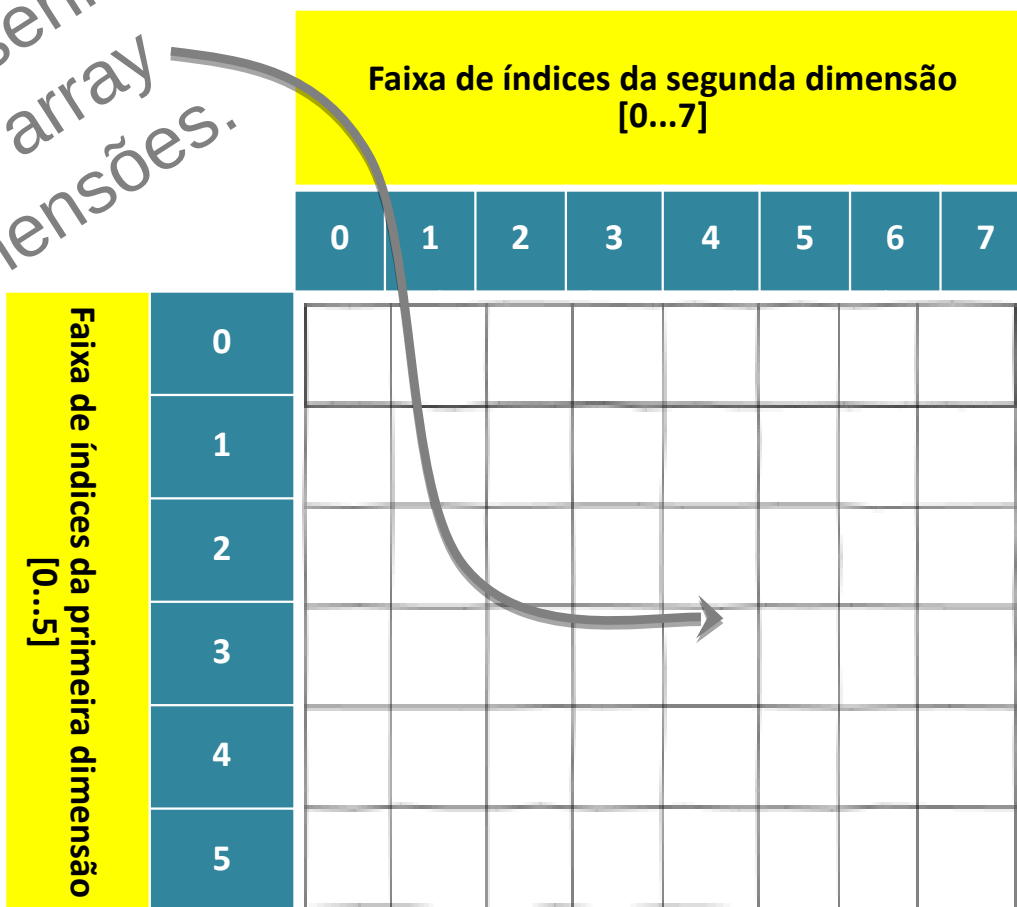 array
Faixa de índices da segunda dimensão
[0...7]
0 1 2 3 4 5 6 7
Faixa de índices da primeira dimensão
[0...5]
0
1
2
3
4
5